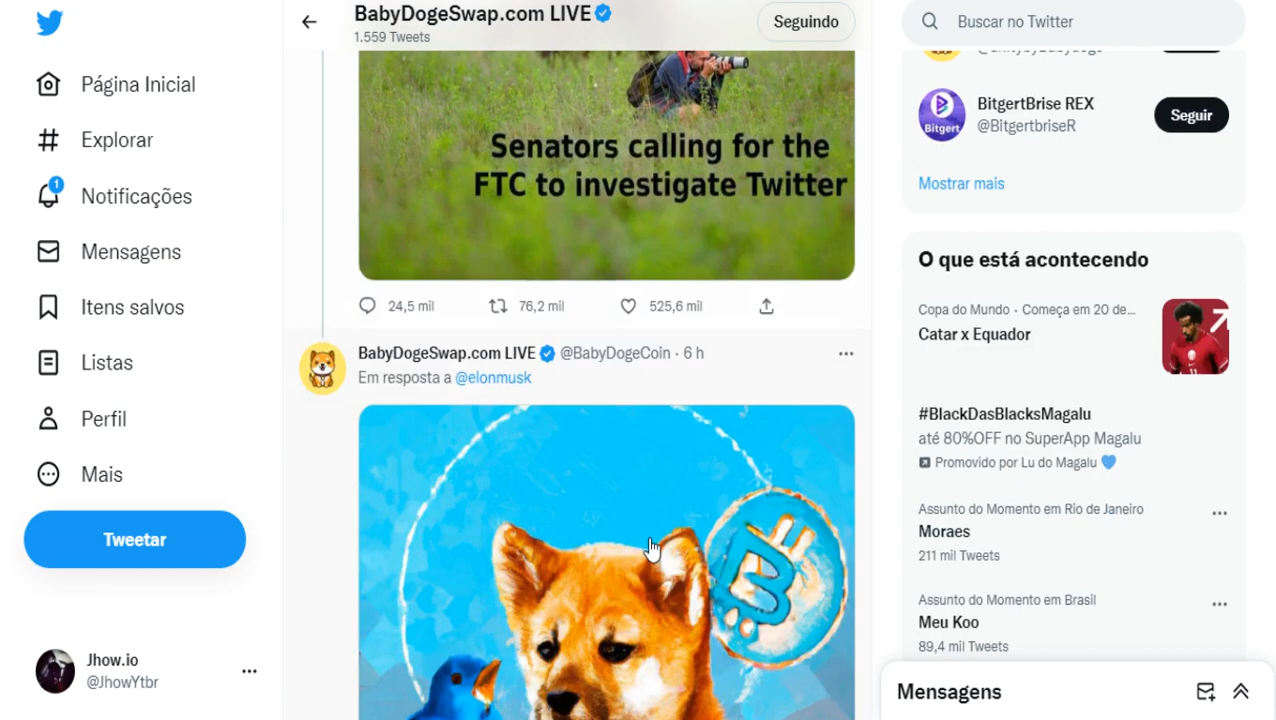 Página Inicial
Explorar
1
Notificações
Mensagens
Itens salvos
Listas
Perfil
Mais
Tweetar
Jhow.io
@JhowYtbr
BabyDogeSwap.com LIVE
1.559 Tweets
Seguindo
Senators calling for the
FTC to investigate Twitter
24,5 mil 76,2 mil 525,6 mil
BabyDogeSwap.com LIVE @BabyDogeCoin · 6 h
Em resposta a @elonmusk
Buscar no Twitter
BitgertBrise REX
@BitgertbriseR
Bitgert
Seguir
Mostrar mais
O que está acontecendo
Copa do Mundo · Começa em 20 de...
Catar x Equador
#BlackDasBlacksMagalu
até 80%OFF no SuperApp Magalu
Promovido por Lu do Magalu
Assunto do Momento em Rio de Janeiro
Moraes
211 mil Tweets
Assunto do Momento em Brasil
Meu Koo
89,4 mil Tweets
Mensagens